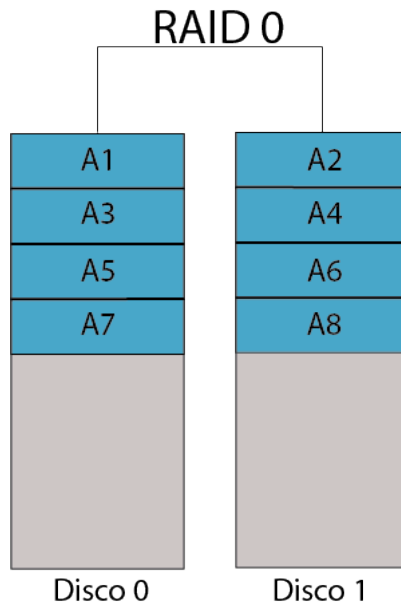 RAID 0
A1 A2
A3 A4
A5 A6
A7 A8
Disco 0 Disco 1